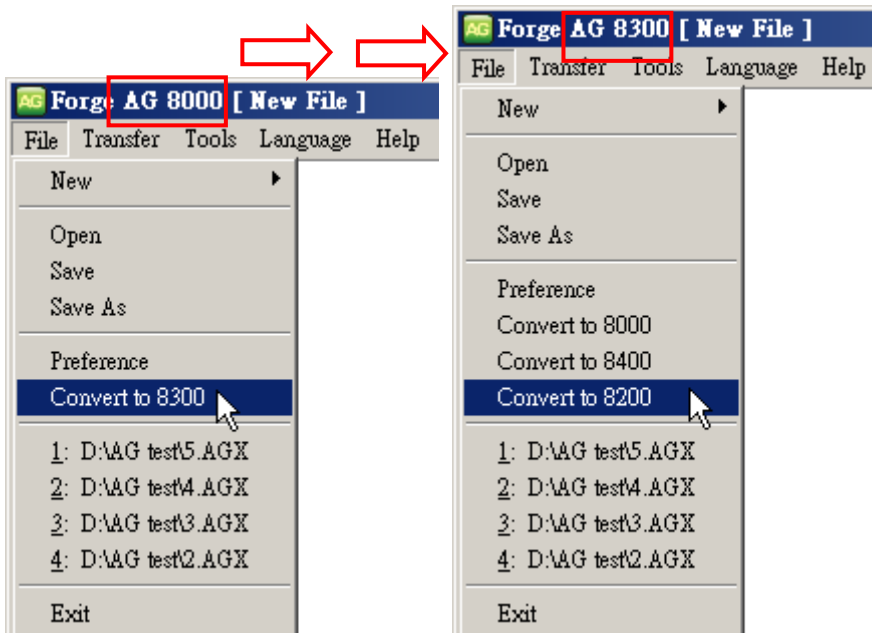 AG Forge AG 8000 [ New File ]
File Transfer Tools Language Help
New
Open
Save
Save As
Preference
Convert to 8300
1: D:\AG test\5.AGX
2: D:\AG test\4.AGX
3: D:\AG test\3.AGX
4: D:\AG test\2.AGX
Exit
AG Forge AG 8300 [ New File ]
File Transfer Tools Language Help
New
Open
Save
Save As
Preference
Convert to 8000
Convert to 8400
Convert to 8200
1: D:\AG test\5.AGX
2: D:\AG test\4.AGX
3: D:\AG test\3.AGX
4: D:\AG test\2.AGX
Exit